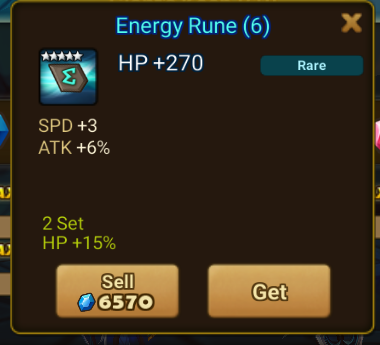 Energy Rune (6)
HP +270
Rare
SPD +3
ATK +6%
2 Set
HP +15%
Sell
6570
Get